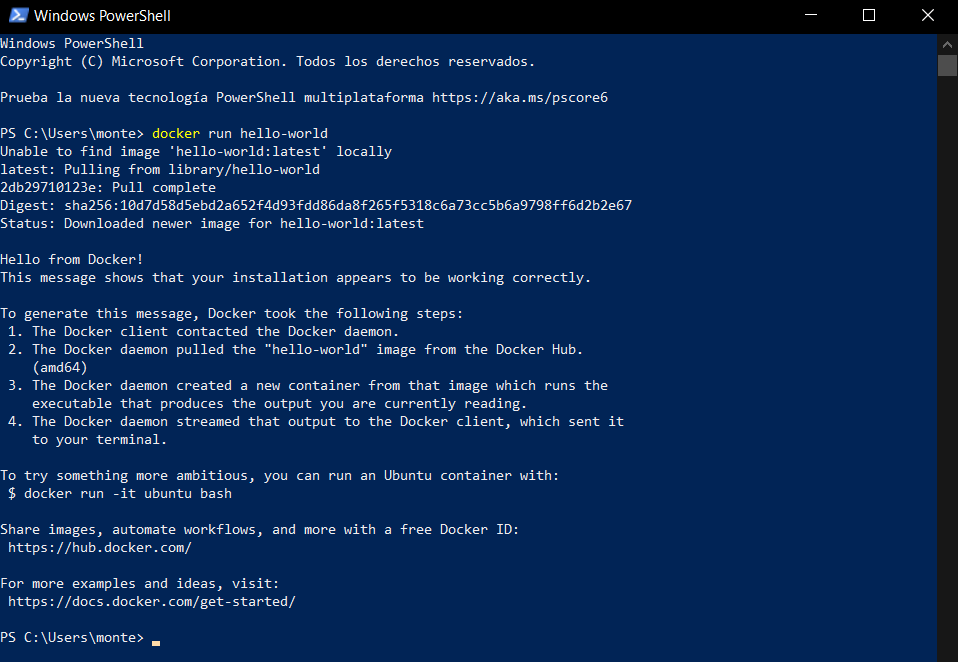 Windows PowerShell
Windows PowerShell
Copyright (C) Microsoft Corporation. Todos los derechos reservados.
Prueba la nueva tecnología PowerShell multiplataforma https://aka.ms/pscore6
PS C:\Users\monte> docker run hello-world
Unable to find image 'hello-world:latest' locally
latest: Pulling from library/hello-world
2db29710123e: Pull complete
Digest: sha256:10d7d58d5ebd2a652f4d93fdd86da8f265f5318c6a73cc5b6a9798ff6d2b2e67
Status: Downloaded newer image for hello-world:latest
Hello from Docker!
This message shows that your installation appears to be working correctly.
To generate this message, Docker took the following steps:
1. The Docker client contacted the Docker daemon.
2. The Docker daemon pulled the "hello-world" image from the Docker Hub.
(amd64)
3. The Docker daemon created a new container from that image which runs the
executable that produces the output you are currently reading.
4. The Docker daemon streamed that output to the Docker client, which sent it
to your terminal.
To try something more ambitious, you can run an Ubuntu container with:
$ docker run -it ubuntu bash
Share images, automate workflows, and more with a free Docker ID:
https://hub.docker.com/
For more examples and ideas, visit:
https://docs.docker.com/get-started/
PS C:\Users\monte>